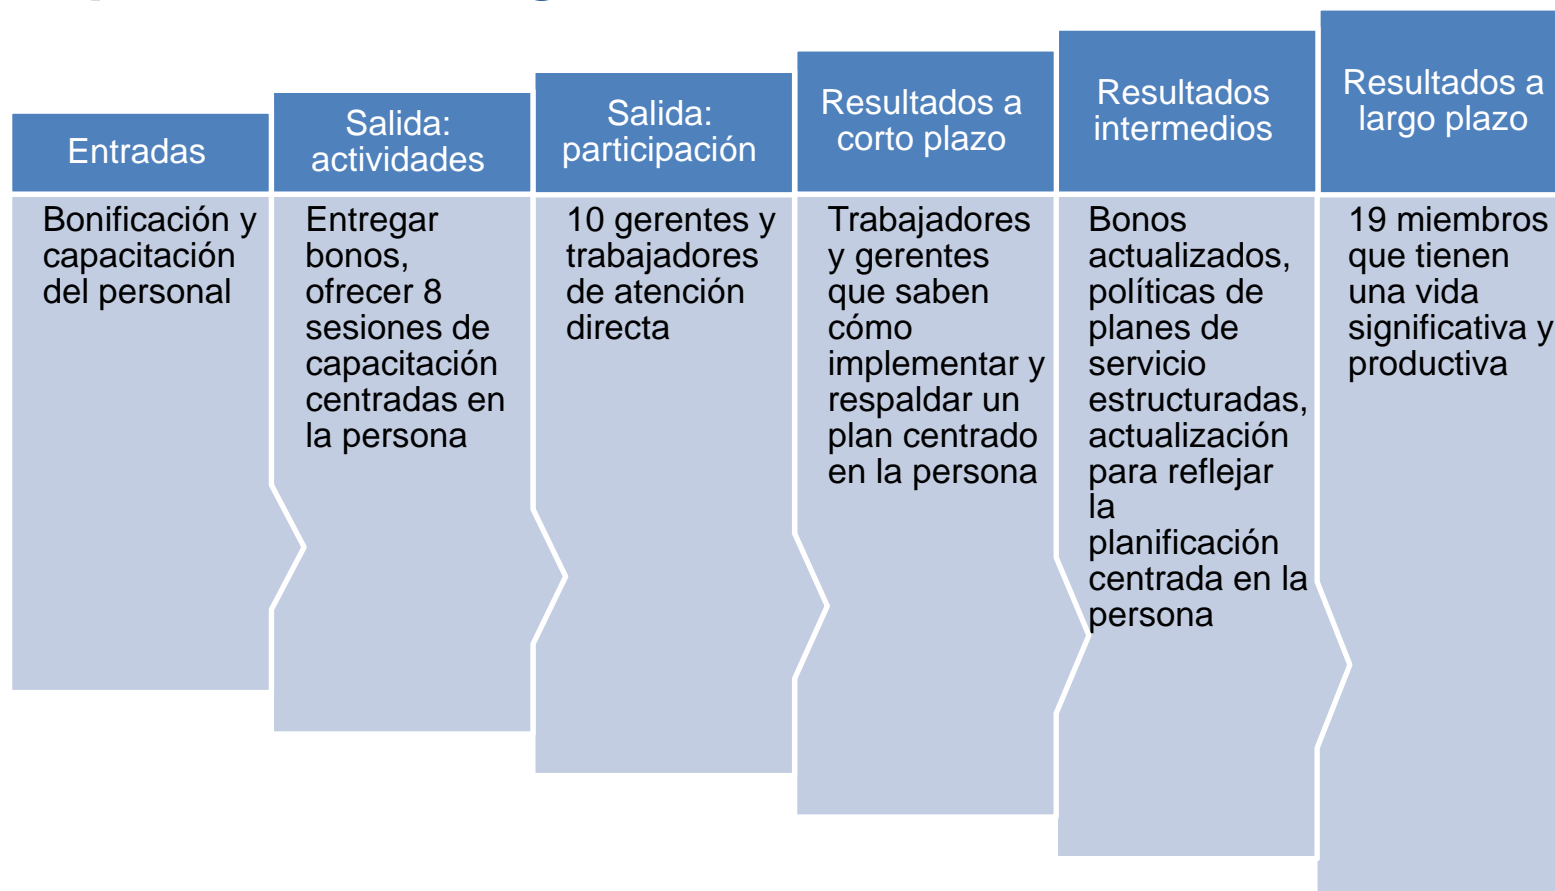 Entradas
Bonificación y
capacitación
del personal
Salida:
actividades
Entregar
bonos,
ofrecer 8
sesiones de
capacitación
centradas en
la persona
Salida:
participación
10 gerentes y
trabajadores
de atención
directa
Resultados a
corto plazo
Trabajadores
y gerentes
que saben
cómo
implementar y
respaldar un
plan centrado
en la persona
Resultados
intermedios
Bonos
actualizados,
políticas de
planes de
servicio
estructuradas,
actualización
para reflejar
la
planificación
centrada en la
persona
Resultados a
largo plazo
19 miembros
que tienen
una vida
significativa y
productiva